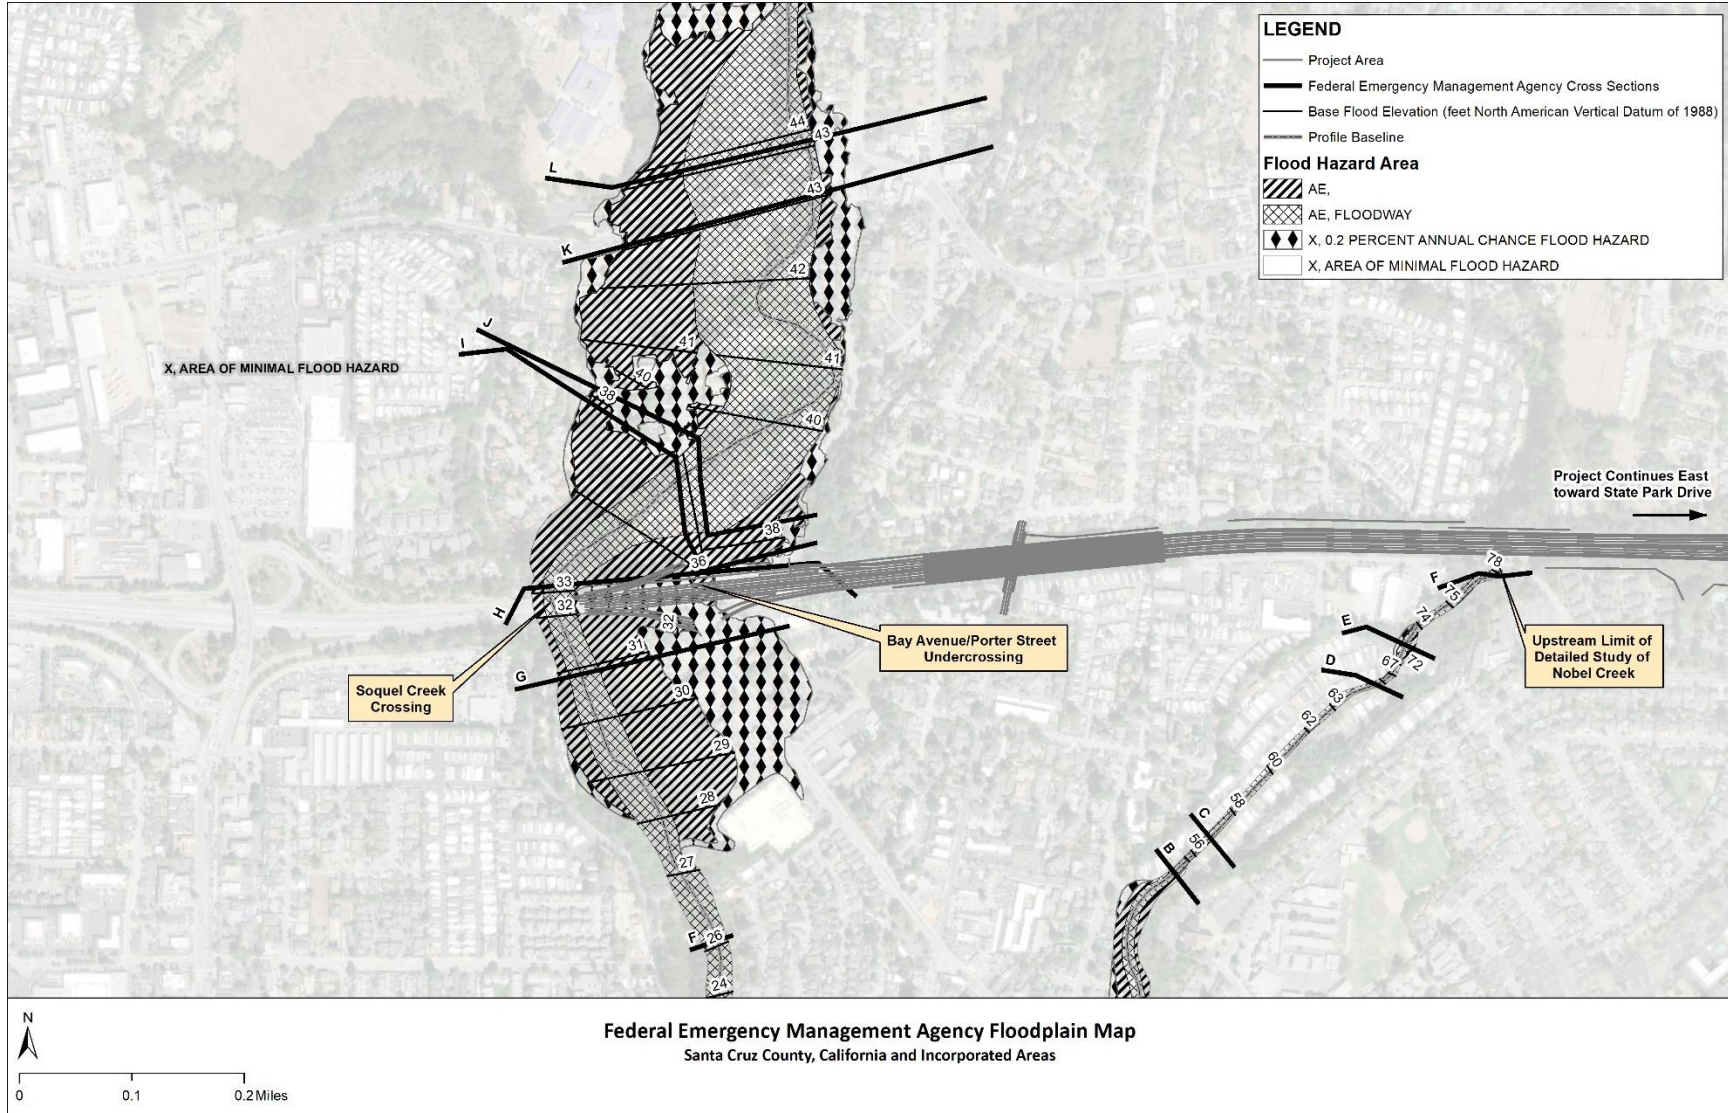 LEGEND
Project Area
Federal Emergency Management Agency Cross Sections
Base Flood Elevation (feet North American Vertical Datum of 1988)
Profile Baseline
Flood Hazard Area
AE,
AE, FLOODWAY
X, 0.2 PERCENT ANNUAL CHANCE FLOOD HAZARD
X, AREA OF MINIMAL FLOOD HAZARD
44
43
L
43
K
42
J
I
41
41
X, AREA OF MINIMAL FLOOD HAZARD
40
38
40
Project Continues East
toward State Park Drive
38
36
78
33
F
H
32
75
32
74
E
31
Bay Avenue/Porter Street
Undercrossing
Upstream Limit of
Detailed Study of
Nobel Creek
D
67
72
G
30
Soquel Creek
Crossing
63
62
29
60
28
58
C
56
B
27
F
26
24
N
Federal Emergency Management Agency Floodplain Map
Santa Cruz County, California and Incorporated Areas
0
0.1
0.2 Miles